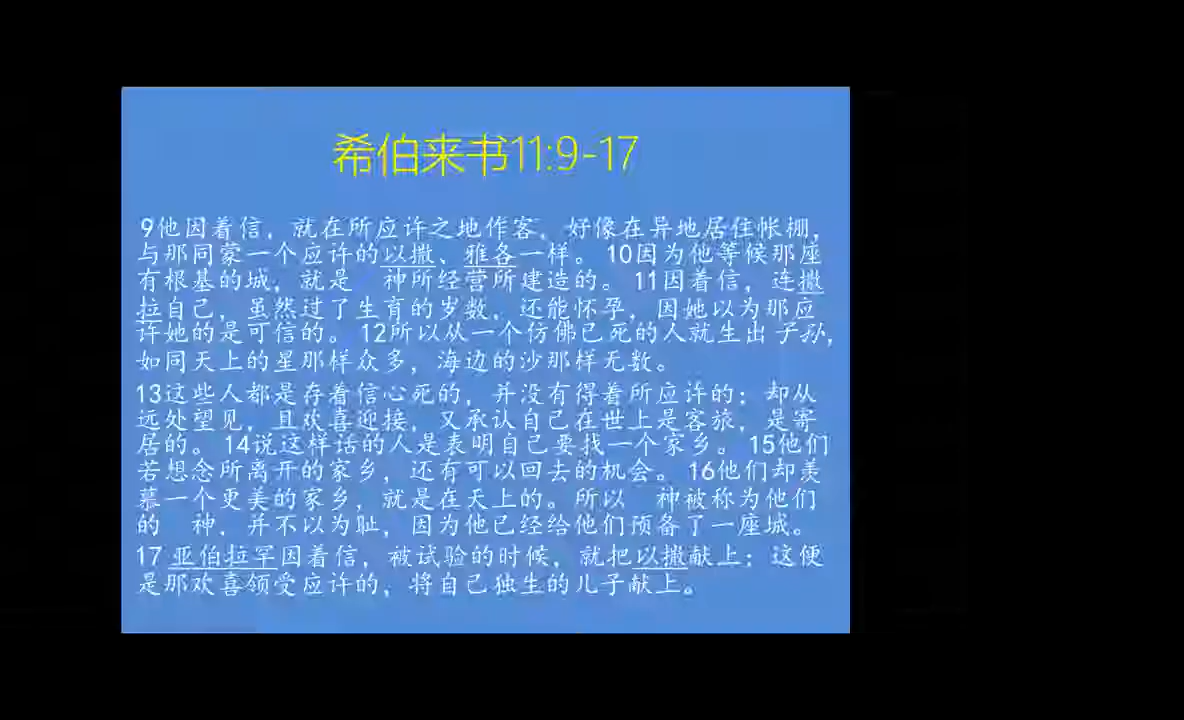 希伯来书11:9-17
9他因着信，就在所应许之地作客，好像在异地居住帐棚，
与那同蒙一个应许的以撒、雅各一样。10因为他等候那座
有根基的城，就是　神所经营所建造的。11因着信，连撒
拉自己，虽然过了生育的岁数，还能怀孕，因她以为那应
许她的是可信的。12所以从一个仿佛已死的人就生出 子孙，
如同天上的星那样众多，海边的沙那样无数。
13这些人都是存着信心死的，并没有得着所应许的；却从
远处望见，且欢喜迎接，又承认自己在世上是客旅，是寄
居的。14说这样话的人是表明自己要找一个家乡。15他们
若想念所离开的家乡，还有可以回去的机会。16他们却羡
慕一个更美的家乡，就是在天上的。所以　神被称为他们
的　神，并不以为耻，因为他已经给他们预备了一座城。
17 亚伯拉罕因着信，被试验的时候，就把以撒献上；这便
是那欢喜领受应许的，将自己独生的儿子献上。